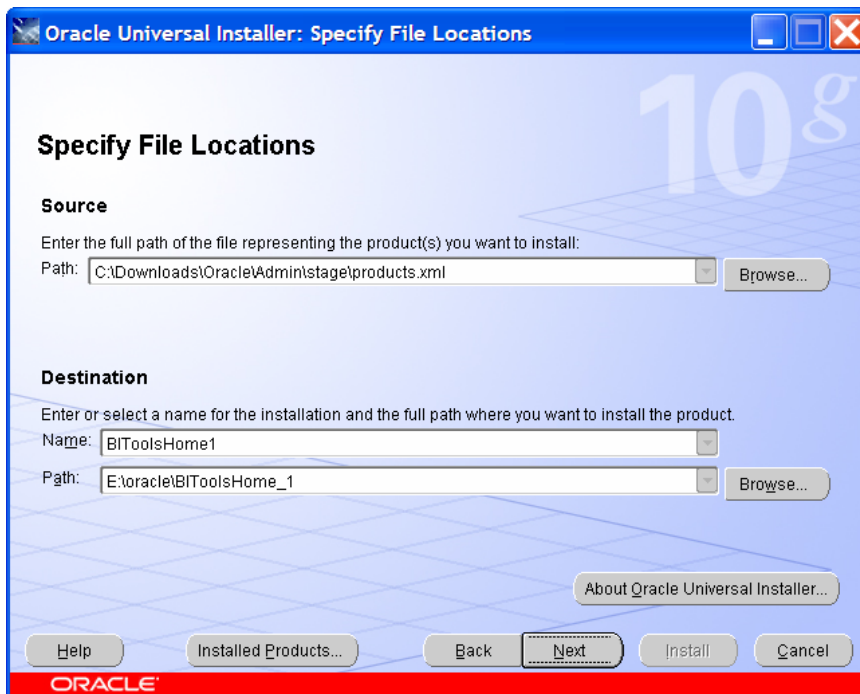 Oracle Universal Installer: Specify File Locations
10g
Specify File Locations
Source
Enter the full path of the file representing the product(s) you want to install:
Path: C:\Downloads\Oracle\Admin\stage\products.xml Browse...
Destination
Enter or select a name for the installation and the full path where you want to install the product.
Name: BIToolsHome1
Path: E:\oracle\BIToolsHome_1 Browse...
About Oracle Universal Installer...
Help Installed Products... Back Next Install Cancel
ORACLE